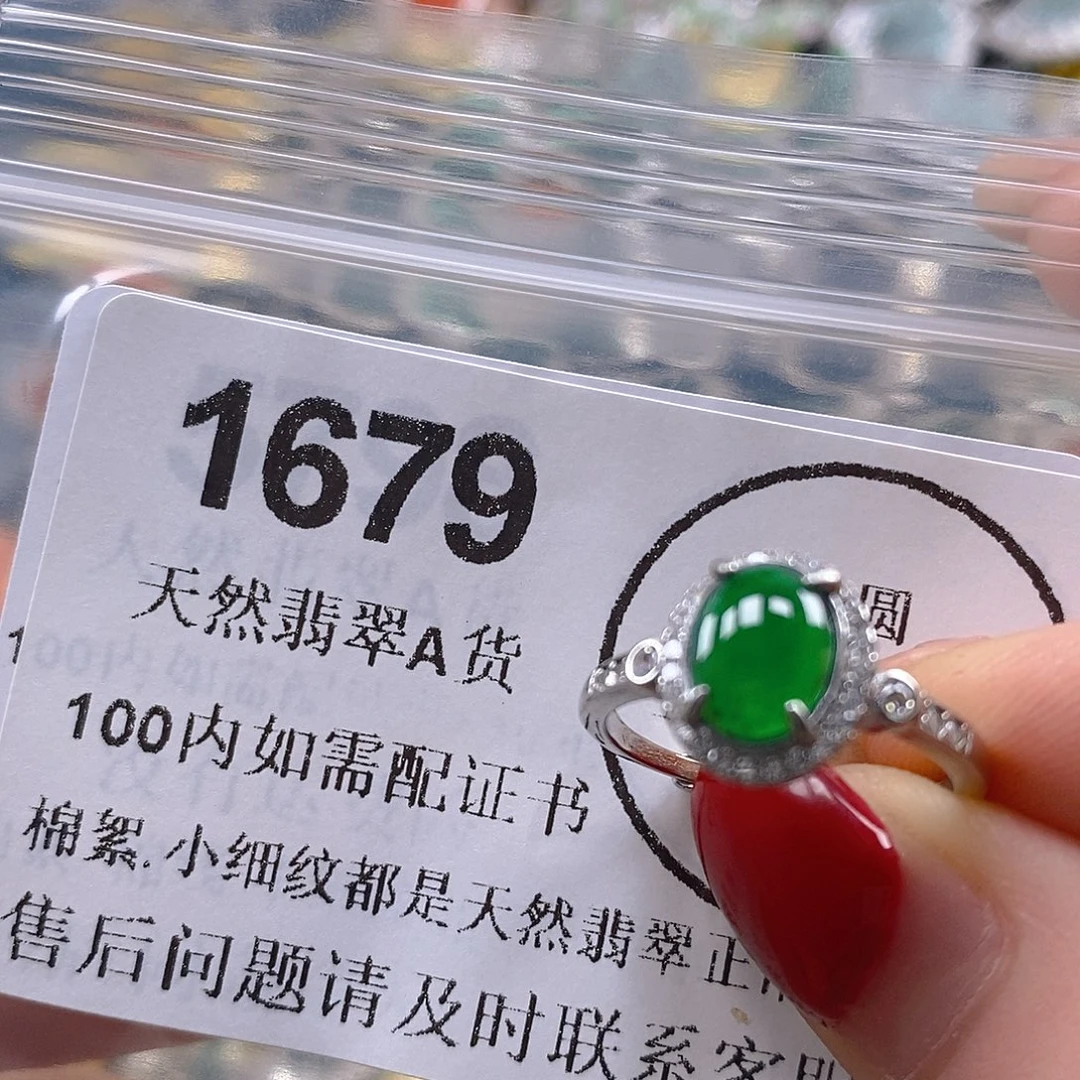 1679
天然翡翠A货
圆
100内如需配证书
棉絮.小细纹都是天然翡翠正
售后问题请及时联系客服